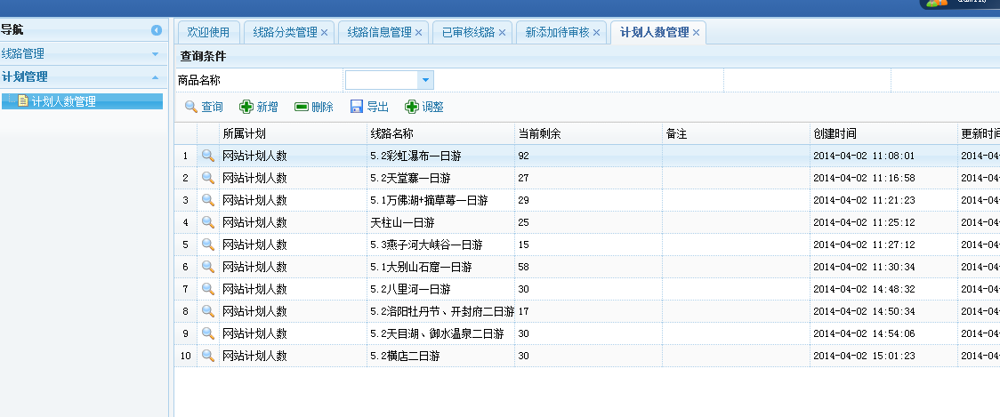 导航
线路管理
计划管理
计划人数管理
欢迎使用 线路分类管理 线路信息管理 已审核线路 新添加待审核 计划人数管理
查询条件
商品名称
查询 新增 删除 导出 调整
所属计划 线路名称 当前剩余 备注 创建时间 更新时间
1 网站计划人数 5.2彩虹瀑布一日游 92 2014-04-02 11:08:01 2014-04-
2 网站计划人数 5.2天堂寨一日游 27 2014-04-02 11:16:58 2014-04-
3 网站计划人数 5.1万佛湖+摘草莓一日游 29 2014-04-02 11:21:23 2014-04-
4 网站计划人数 天柱山一日游 25 2014-04-02 11:25:12 2014-04-
5 网站计划人数 5.3燕子河大峡谷一日游 15 2014-04-02 11:27:12 2014-04-
6 网站计划人数 5.1大别山石窟一日游 58 2014-04-02 11:30:34 2014-04-
7 网站计划人数 5.2八里河一日游 30 2014-04-02 14:48:32 2014-04-
8 网站计划人数 5.2洛阳牡丹节、开封府二日游 17 2014-04-02 14:50:34 2014-04-
9 网站计划人数 5.2天目湖、御水温泉二日游 30 2014-04-02 14:54:06 2014-04-
10 网站计划人数 5.2横店二日游 30 2014-04-02 15:01:23 2014-04-